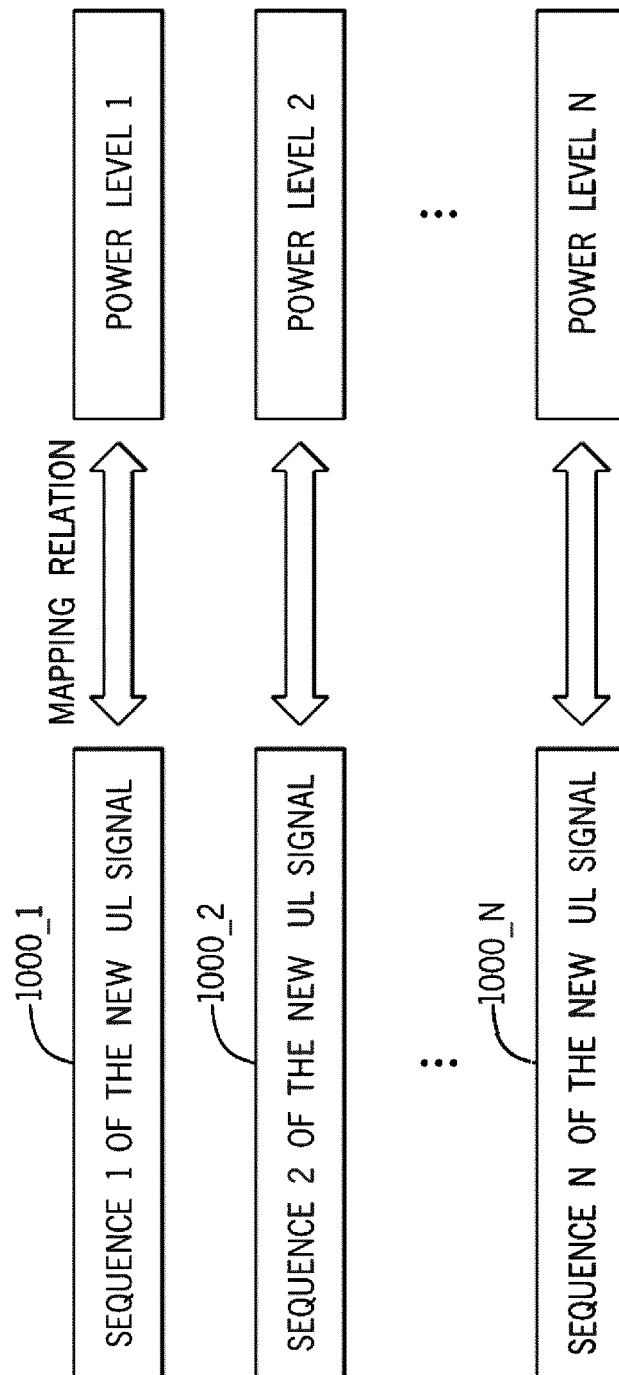 MAPPING RELATION
1000_1
SEQUENCE 1 OF THE NEW UL SIGNAL
POWER LEVEL 1
1000_2
SEQUENCE 2 OF THE NEW UL SIGNAL
POWER LEVEL 2
...
...
1000_N
SEQUENCE N OF THE NEW UL SIGNAL
POWER LEVEL N